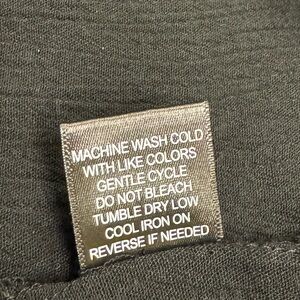 MACHINE WASH COLD
WITH LIKE COLORS
GENTLE CYCLE
DO NOT BLEACH
TUMBLE DRY LOW
COOL IRON ON
REVERSE IF NEEDED